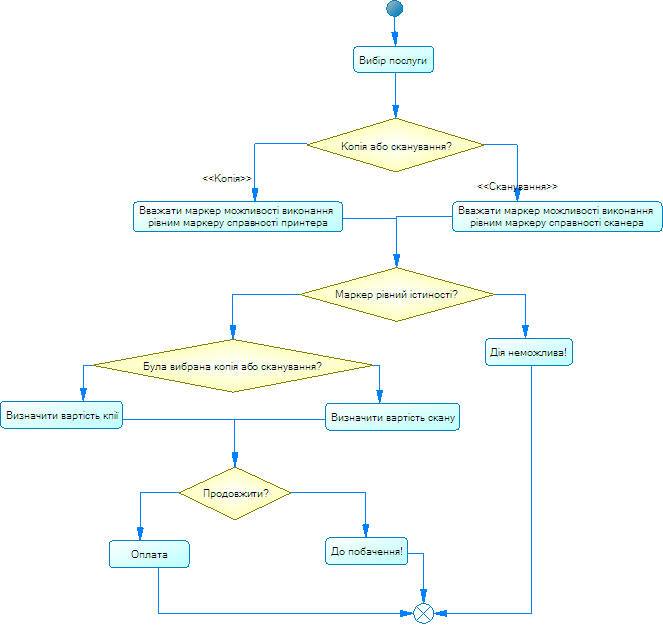 Вибір послуги
Копія або сканування?
<<Копія>>
<<Сканування>>
Вважати маркер можливості виконання
рівним маркеру справності принтера
Вважати маркер можливості виконання
рівним маркеру справності сканера
Маркер рівний істиності?
Дія неможлива!
Була вибрана копія або сканування?
Визначити вартість кпії
Визначити вартість скану
Продовжити?
Оплата
До побачення!